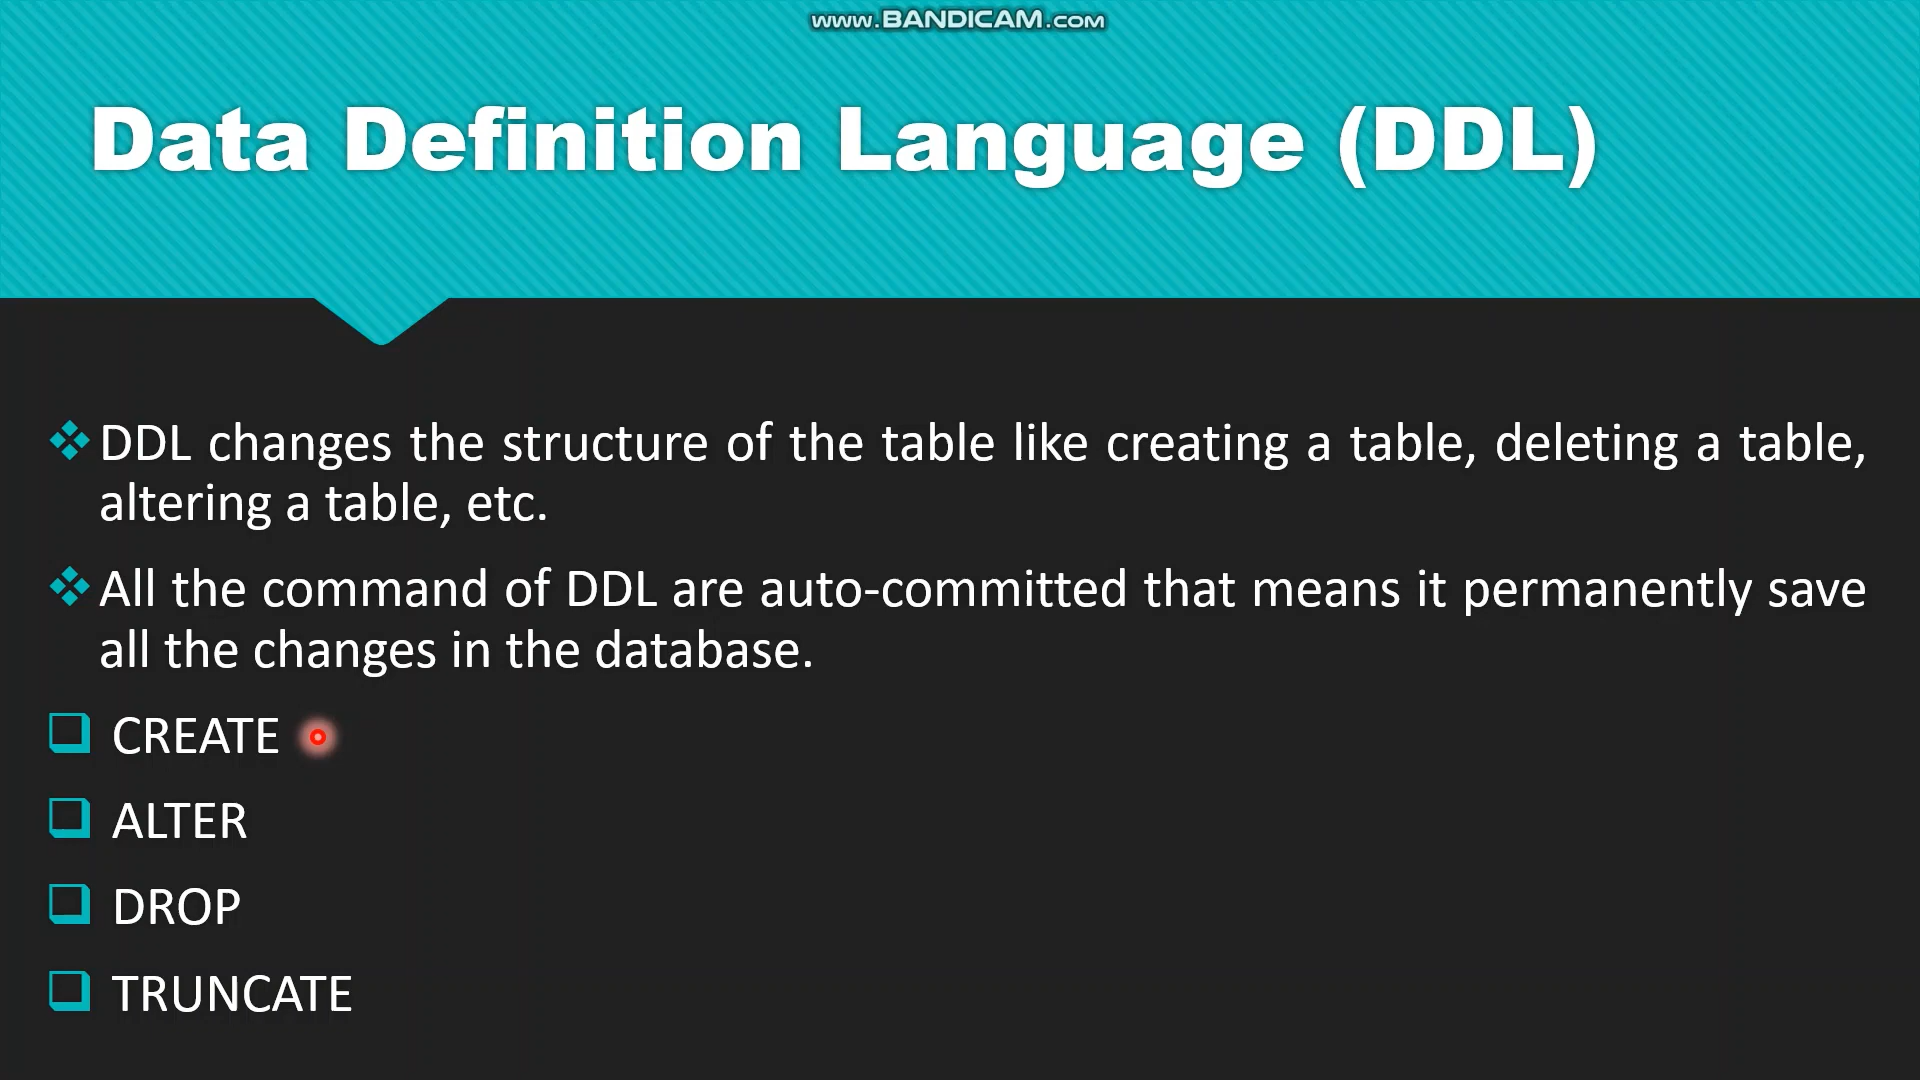 www.BANDICAM.com
Data Definition Language (DDL)
DDL changes the structure of the table like creating a table, deleting a table,
altering a table, etc.
All the command of DDL are auto-committed that means it permanently save
all the changes in the database.
CREATE
ALTER
DROP
TRUNCATE